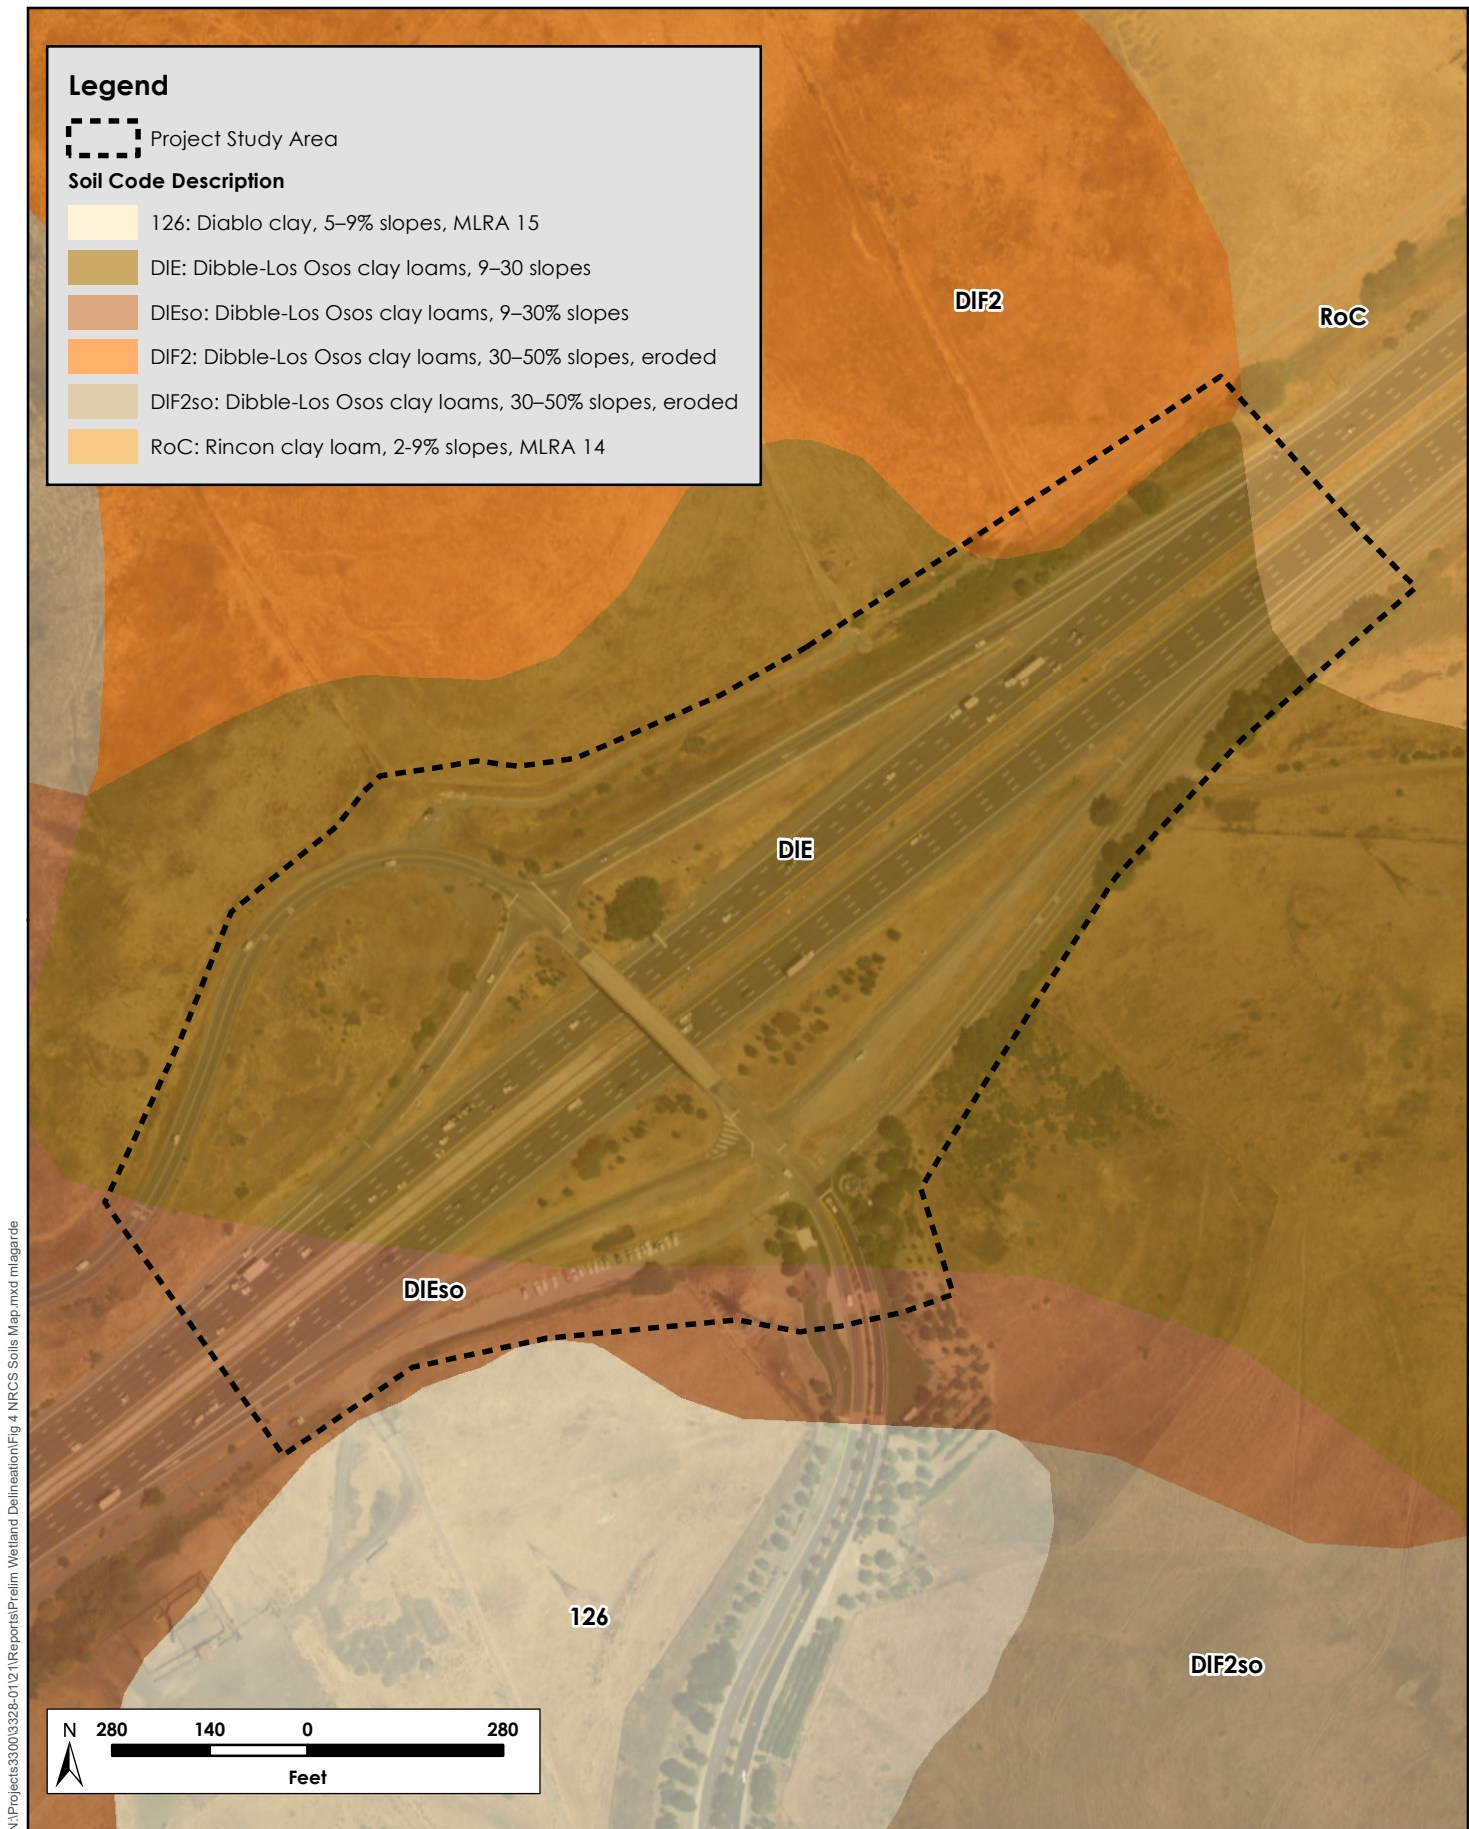 Legend
Project Study Area
Soil Code Description
126: Diablo clay, 5–9% slopes, MLRA 15
DIE: Dibble-Los Osos clay loams, 9–30 slopes
DIEso: Dibble-Los Osos clay loams, 9–30% slopes
DIF2: Dibble-Los Osos clay loams, 30–50% slopes, eroded
DIF2so: Dibble-Los Osos clay loams, 30–50% slopes, eroded
RoC: Rincon clay loam, 2-9% slopes, MLRA 14
DIF2
RoC
DIE
DIEso
126
DIF2so
N 280 140 0 280
Feet
N:\Projects3300\3328-01\21\Reports\Prelim Wetland Delineation\Fig 4 NRCS Soils Map.mxd mlagarde